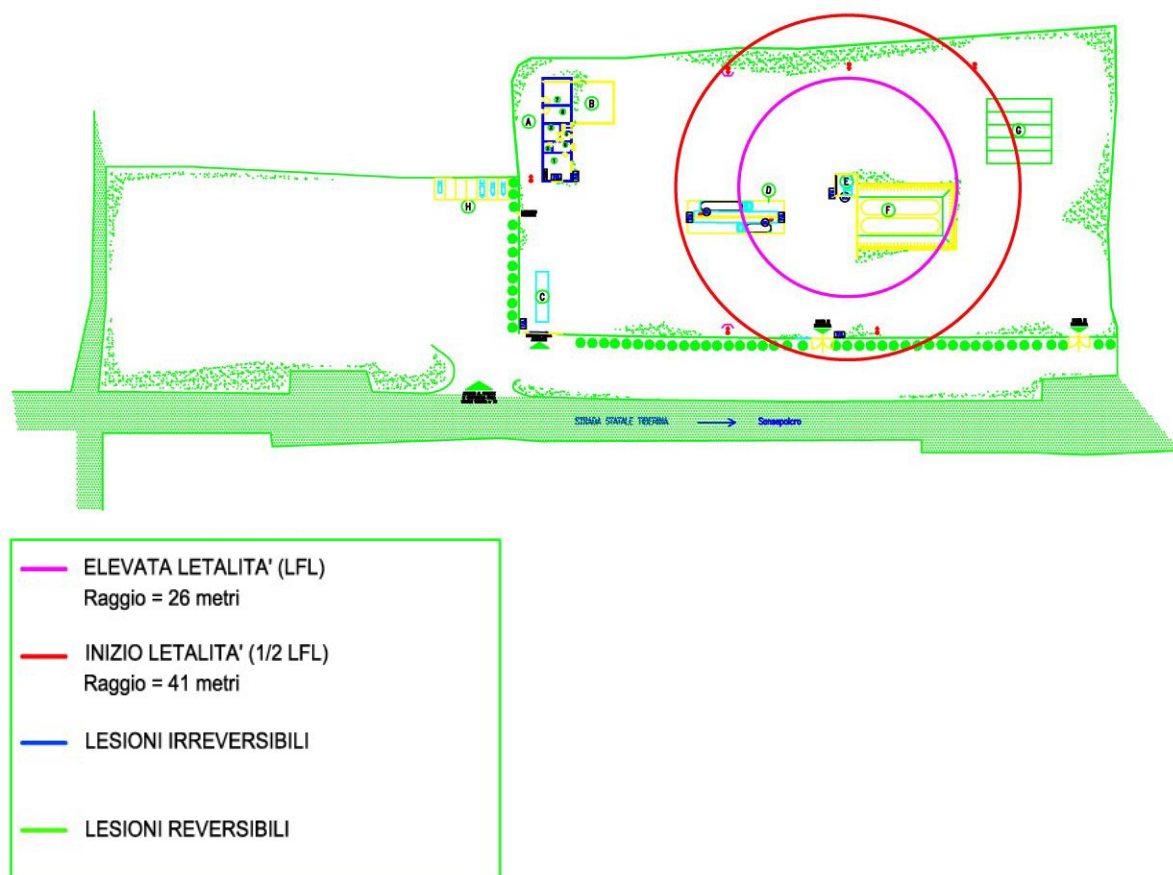 A
B
C
D
E
F
G
H
STRADA STATALE TIBERINA
Sansepolcro
ELEVATA LETALITA' (LFL)
Raggio = 26 metri
INIZIO LETALITA' (1/2 LFL)
Raggio = 41 metri
LESIONI IRREVERSIBILI
LESIONI REVERSIBILI